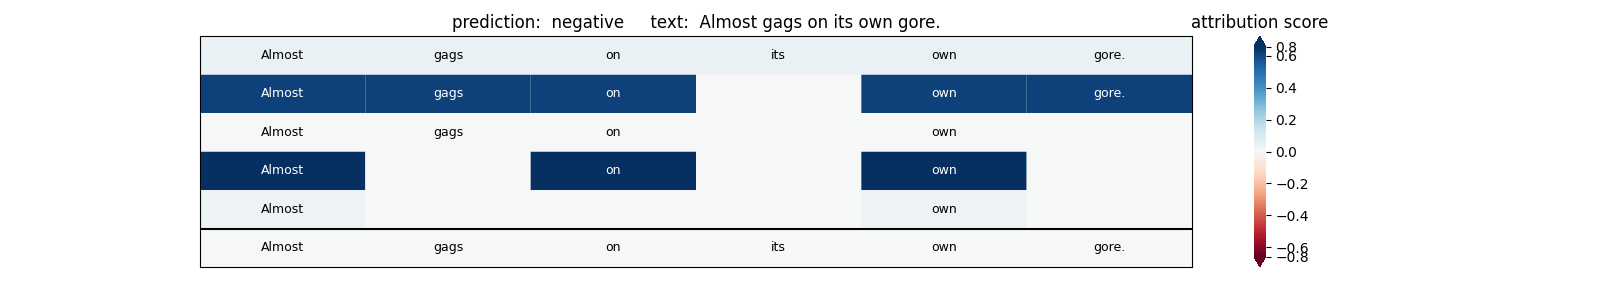 prediction:  negative     text:  Almost gags on its own gore.     attribution score
Almost gags on its own gore.
Almost gags on own gore.
Almost gags on own
Almost on own
Almost own
Almost gags on its own gore.
0.8
0.6
0.4
0.2
0.0
−0.2
−0.4
−0.6
−0.8